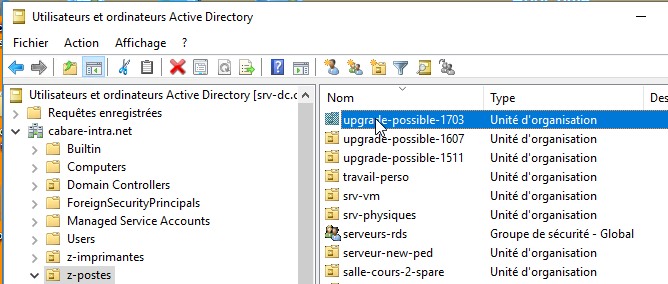 Utilisateurs et ordinateurs Active Directory
Fichier Action Affichage ?
Utilisateurs et ordinateurs Active Directory [srv-dc.c
Requêtes enregistrées
cabare-intra.net
Builtin
Computers
Domain Controllers
ForeignSecurityPrincipals
Managed Service Accounts
Users
z-imprimantes
z-postes
Nom Type Des
upgrade-possible-1703 Unité d'organisation
upgrade-possible-1607 Unité d'organisation
upgrade-possible-1511 Unité d'organisation
travail-perso Unité d'organisation
srv-vm Unité d'organisation
srv-physiques Unité d'organisation
serveurs-rds Groupe de sécurité - Global
serveur-new-ped Unité d'organisation
salle-cours-2-spare Unité d'organisation